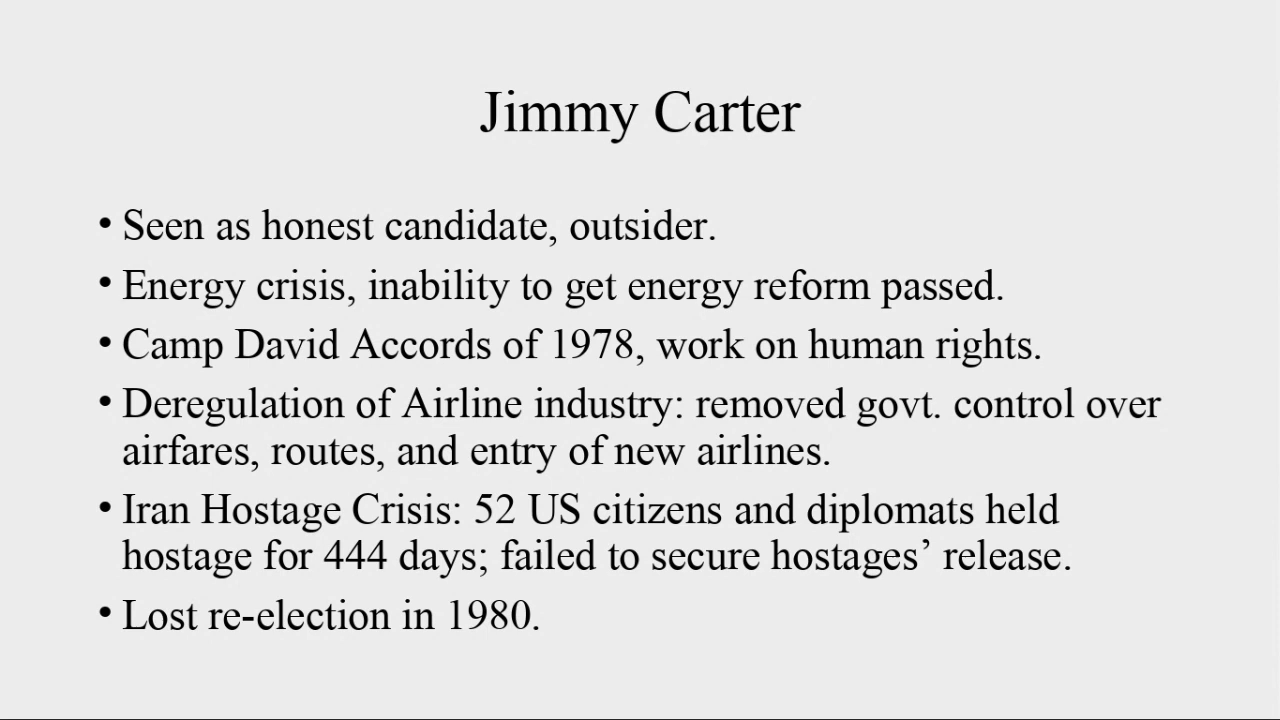 Jimmy Carter
• Seen as honest candidate, outsider.
• Energy crisis, inability to get energy reform passed.
• Camp David Accords of 1978, work on human rights.
• Deregulation of Airline industry: removed govt. control over
airfares, routes, and entry of new airlines.
• Iran Hostage Crisis: 52 US citizens and diplomats held
hostage for 444 days; failed to secure hostages’ release.
• Lost re-election in 1980.